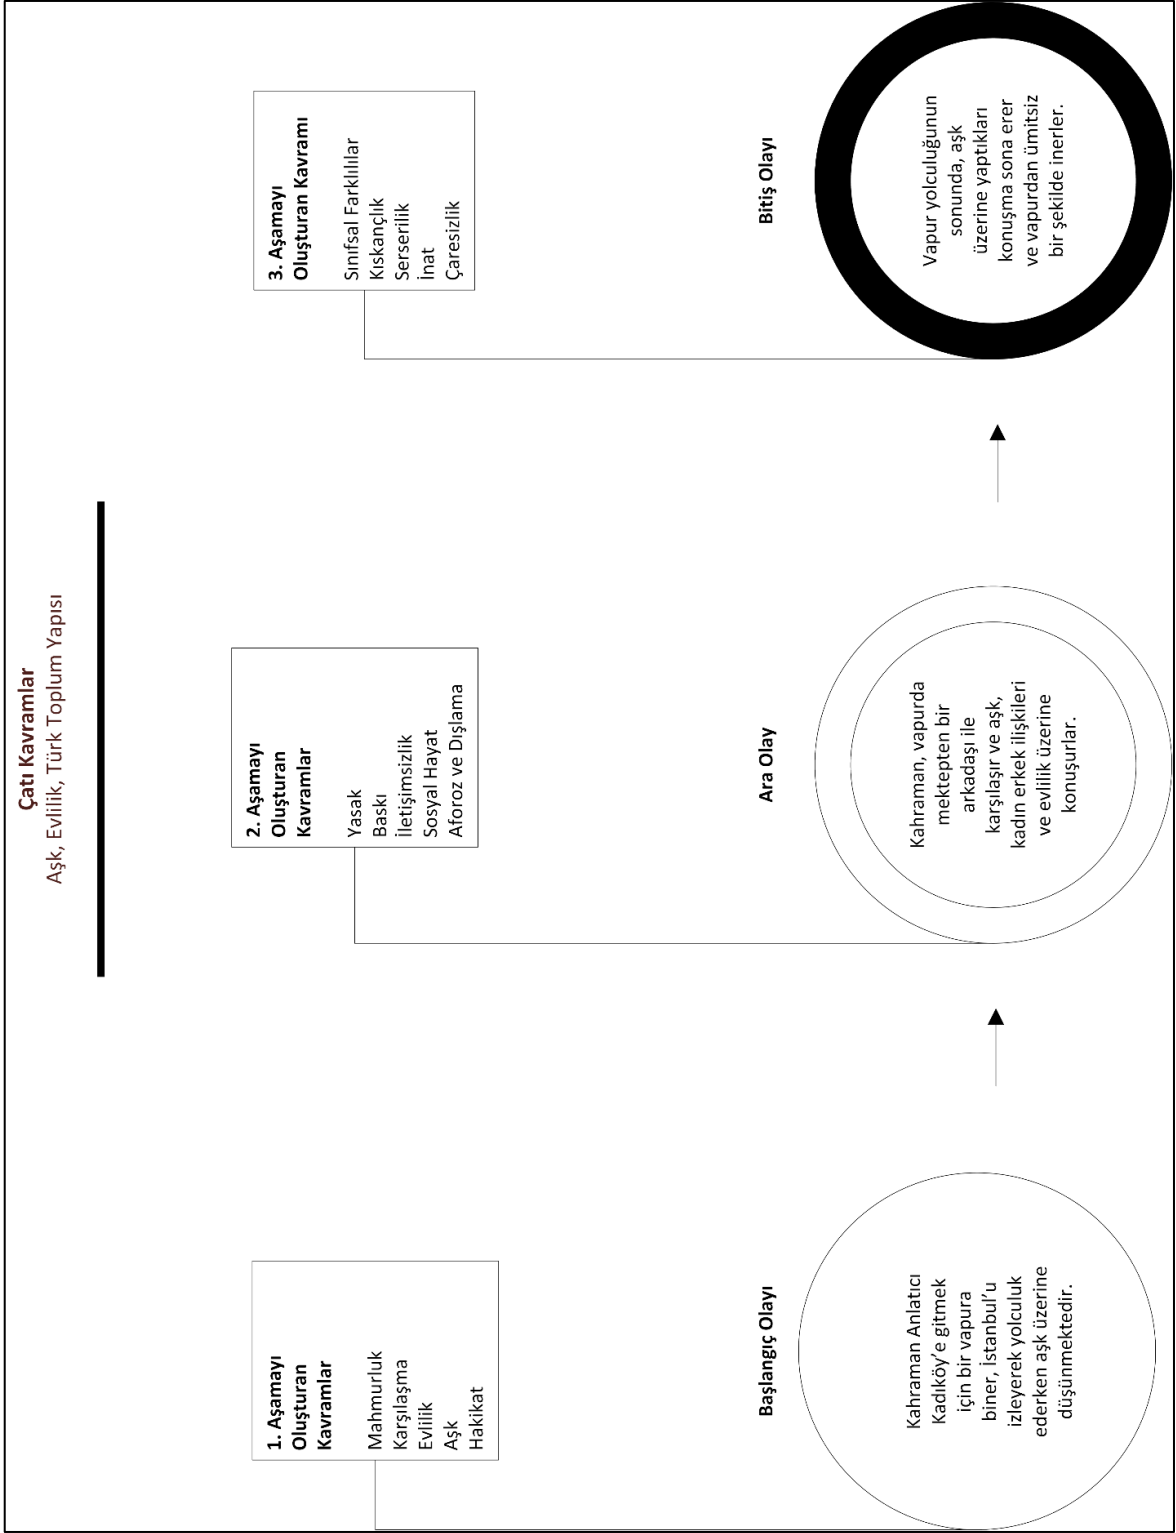 Çatı Kavramlar
Aşk, Evlilik, Türk Toplum Yapısı
1. Aşamayı
Oluşturan
Kavramlar
Mahmurluk
Karşılaşma
Evlilik
Aşk
Hakikat
2. Aşamayı
Oluşturan
Kavramlar
Yasak
Baskı
İletişimsizlik
Sosyal Hayat
Aforoz ve Dışlama
3. Aşamayı
Oluşturan Kavramı
Sınıfsal Farklılılar
Kıskançlık
Serserilik
İnat
Çaresizlik
Başlangıç Olayı
Kahraman Anlatıcı
Kadıköy’e gitmek
için bir vapura
biner, İstanbul’u
izleyerek yolculuk
ederken aşk üzerine
düşünmektedir.
Ara Olay
Kahraman, vapurda
mektepten bir
arkadaşı ile
karşılaşır ve aşk,
kadın erkek ilişkileri
ve evlilik üzerine
konuşurlar.
Bitiş Olayı
Vapur yolculuğunun
sonunda, aşk
üzerine yaptıkları
konuşma sona erer
ve vapurdan ümitsiz
bir şekilde inerler.